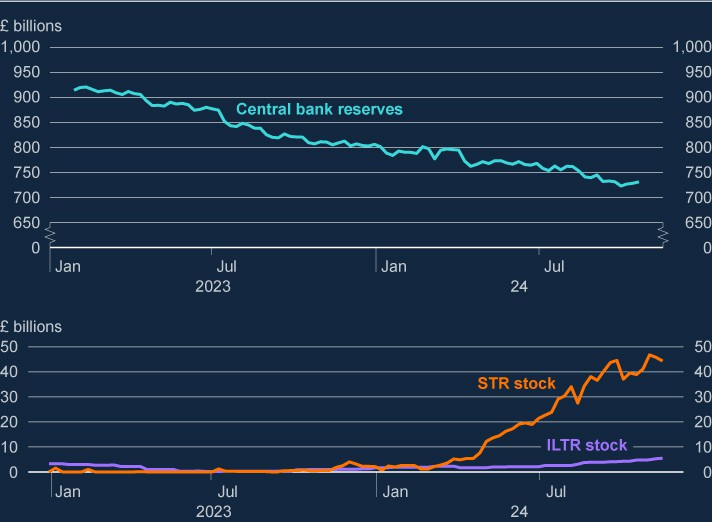 £ billions
1,000 1,000
950 950
900 900
Central bank reserves
850 850
800 800
750 750
700 700
650 650
0 0
Jan Jul Jan Jul
2023 24
£ billions
50 50
STR stock
40 40
30 30
20 20
ILTR stock
10 10
0 0
Jan Jul Jan Jul
2023 24